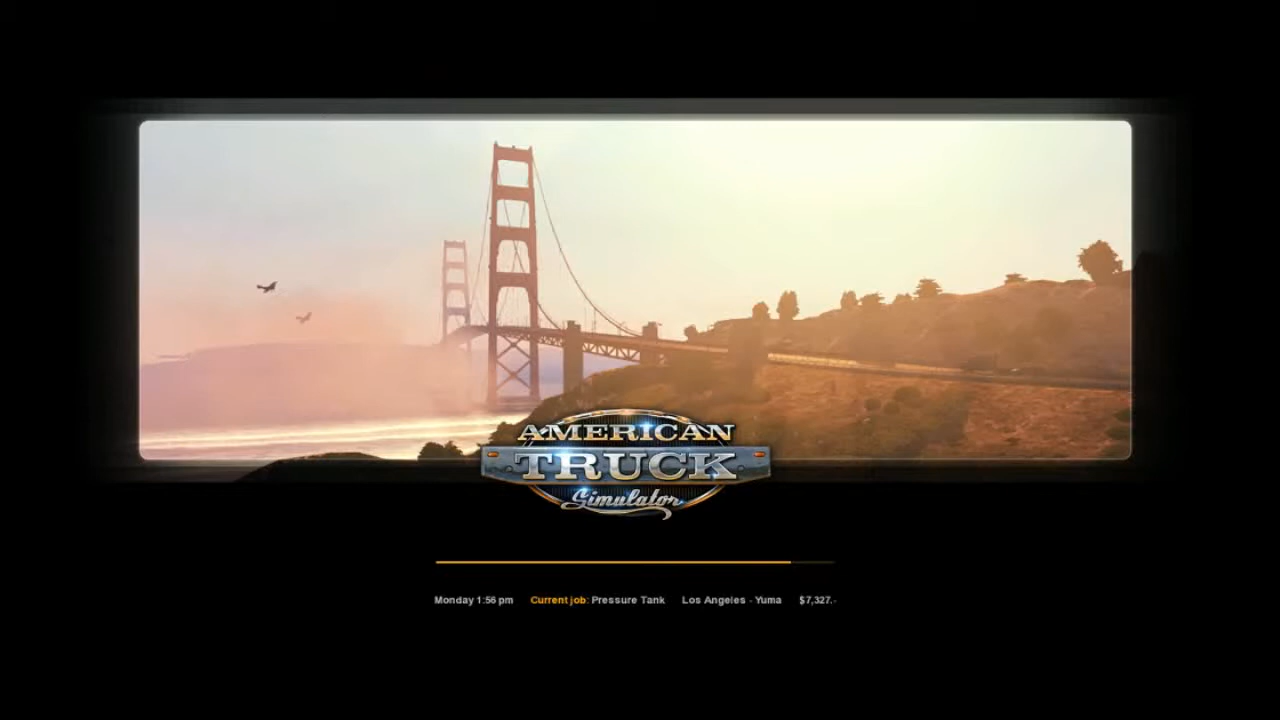 AMERICAN
TRUCK
Simulator
Monday 1:56 pm Current job: Pressure Tank Los Angeles - Yuma $7,327.-